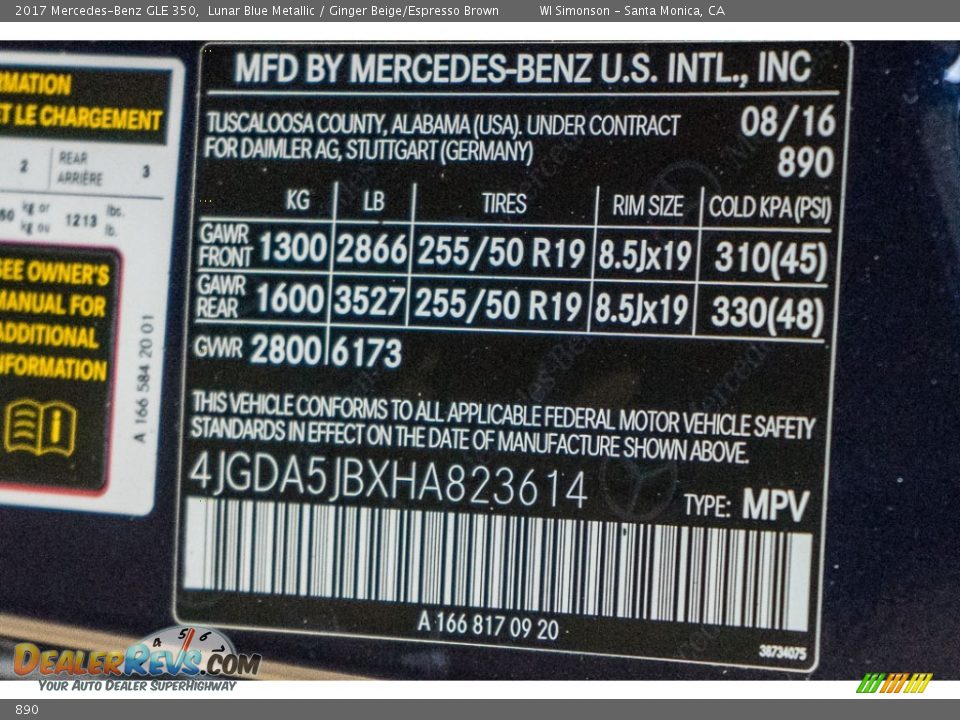 2017 Mercedes-Benz GLE 350, Lunar Blue Metallic / Ginger Beige/Espresso Brown WI Simonson - Santa Monica, CA
MFD BY MERCEDES-BENZ U.S. INTL., INC
TUSCALOOSA COUNTY, ALABAMA (USA). UNDER CONTRACT
FOR DAIMLER AG, STUTTGART (GERMANY)
08/16
890
KG LB TIRES RIM SIZE COLD KPA (PSI)
GAWR FRONT 1300 2866 255/50 R19 8.5Jx19 310(45)
GAWR REAR 1600 3527 255/50 R19 8.5Jx19 330(48)
GVWR 2800 6173
THIS VEHICLE CONFORMS TO ALL APPLICABLE FEDERAL MOTOR VEHICLE SAFETY
STANDARDS IN EFFECT ON THE DATE OF MANUFACTURE SHOWN ABOVE.
4JGDA5JBXHA823614
TYPE: MPV
A 166 817 09 20
38734075
RMATION
ET LE CHARGEMENT
2 REAR ARRIÈRE 3
kg or kg ou 1213 lbs. lb.
SEE OWNER'S
MANUAL FOR
ADDITIONAL
NFORMATION
A 166 584 20 01
4 5 6
DEALERREVS.COM
YOUR AUTO DEALER SUPERHIGHWAY
890